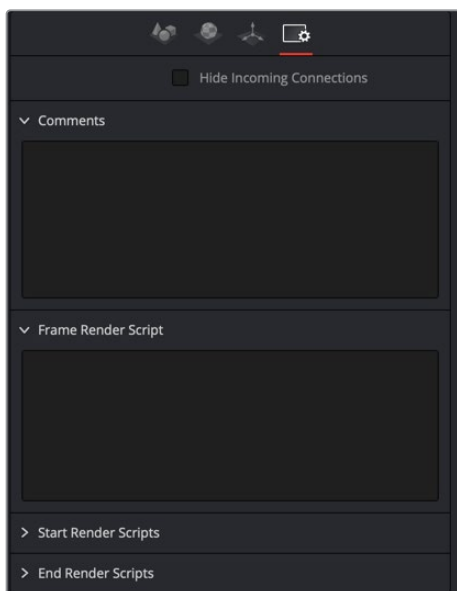 Hide Incoming Connections
Comments
Frame Render Script
Start Render Scripts
End Render Scripts